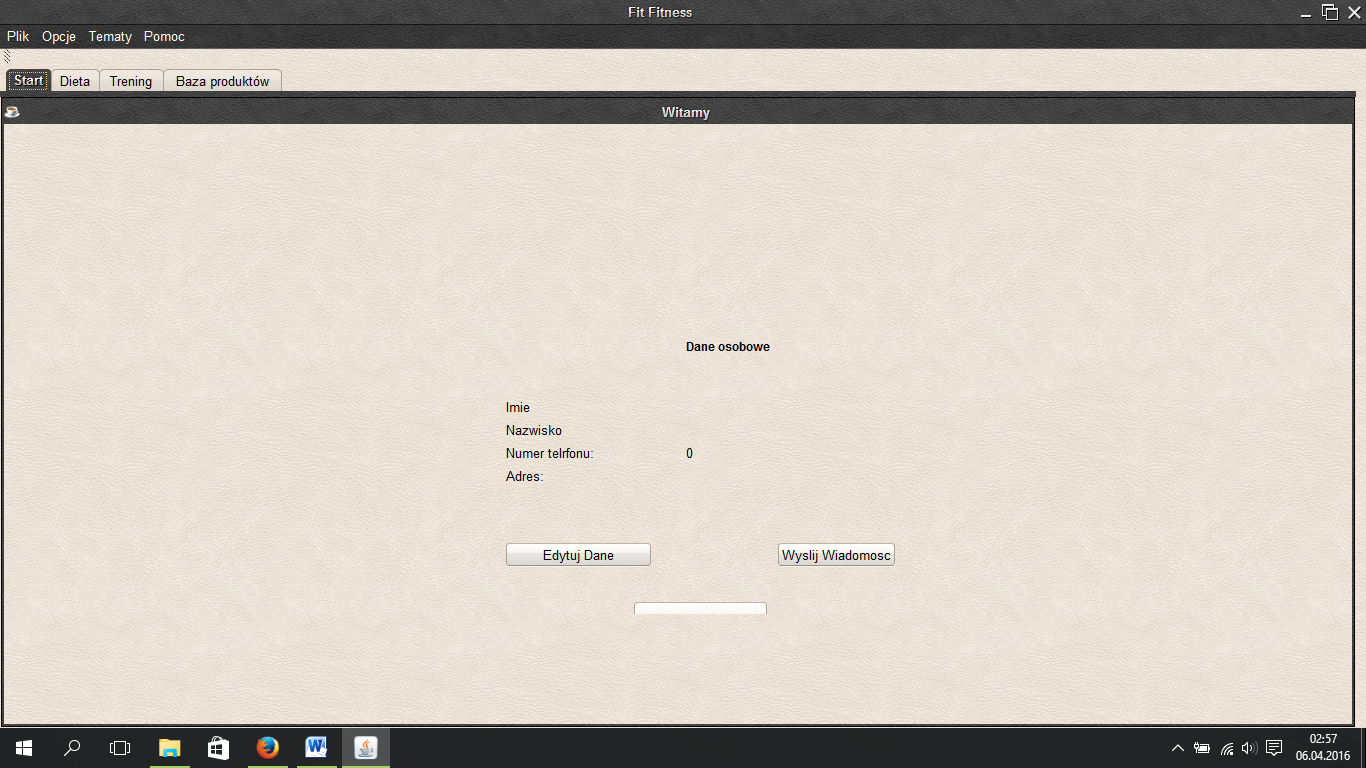 Fit Fitness
Plik Opcje Tematy Pomoc
Start Dieta Trening Baza produktów
Witamy
Dane osobowe
Imie
Nazwisko
Numer telrfonu: 0
Adres:
Edytuj Dane Wyslij Wiadomosc
02:57
06.04.2016